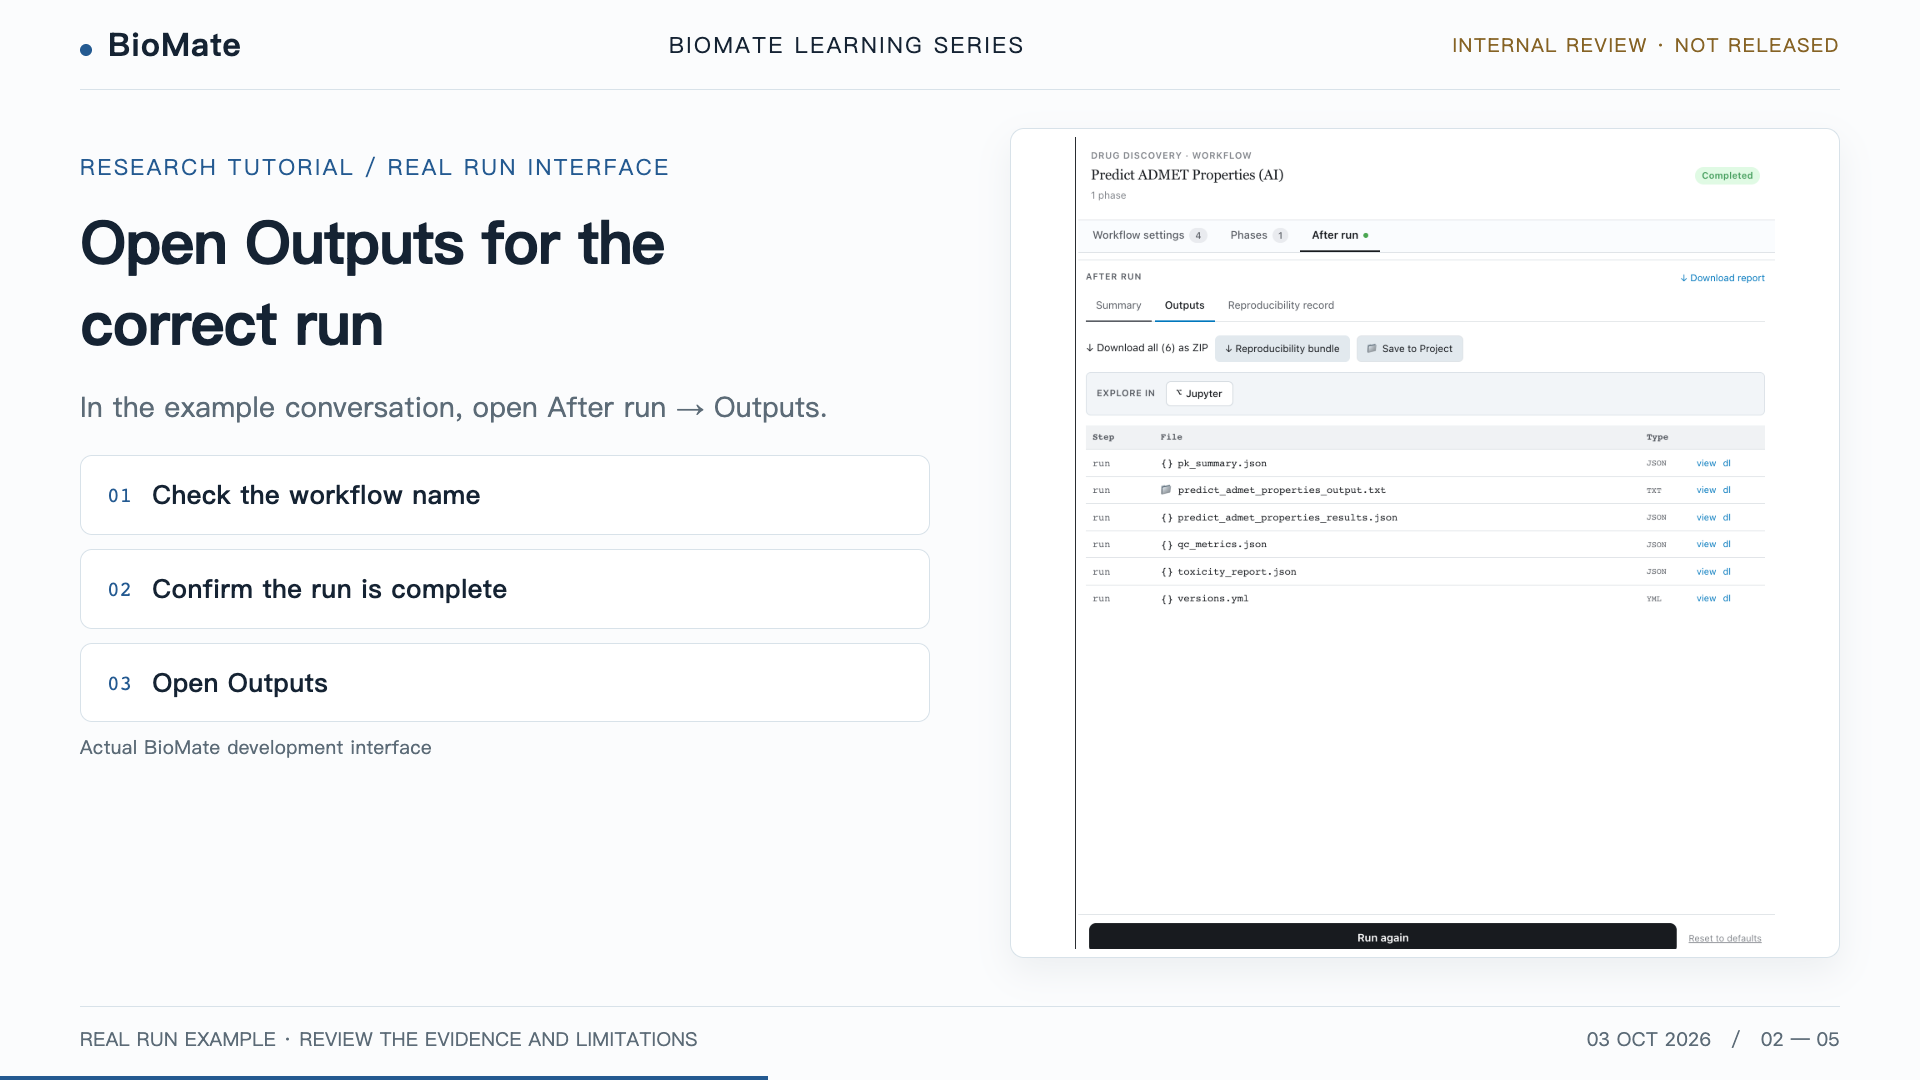 BioMate
BIOMATE LEARNING SERIES
INTERNAL REVIEW · NOT RELEASED
RESEARCH TUTORIAL / REAL RUN INTERFACE
Open Outputs for the
correct run
In the example conversation, open After run → Outputs.
01 Check the workflow name
02 Confirm the run is complete
03 Open Outputs
Actual BioMate development interface
DRUG DISCOVERY · WORKFLOW
Predict ADMET Properties (AI)
Completed
1 phase
Workflow settings 4 Phases 1 After run
AFTER RUN
↓ Download report
Summary Outputs Reproducibility record
↓ Download all (6) as ZIP ↓ Reproducibility bundle Save to Project
EXPLORE IN Jupyter
Step File Type
run {} pk_summary.json JSON view dl
run predict_admet_properties_output.txt TXT view dl
run {} predict_admet_properties_results.json JSON view dl
run {} qc_metrics.json JSON view dl
run {} toxicity_report.json JSON view dl
run {} versions.yml YML view dl
Run again
Reset to defaults
REAL RUN EXAMPLE · REVIEW THE EVIDENCE AND LIMITATIONS
03 OCT 2026 / 02 — 05